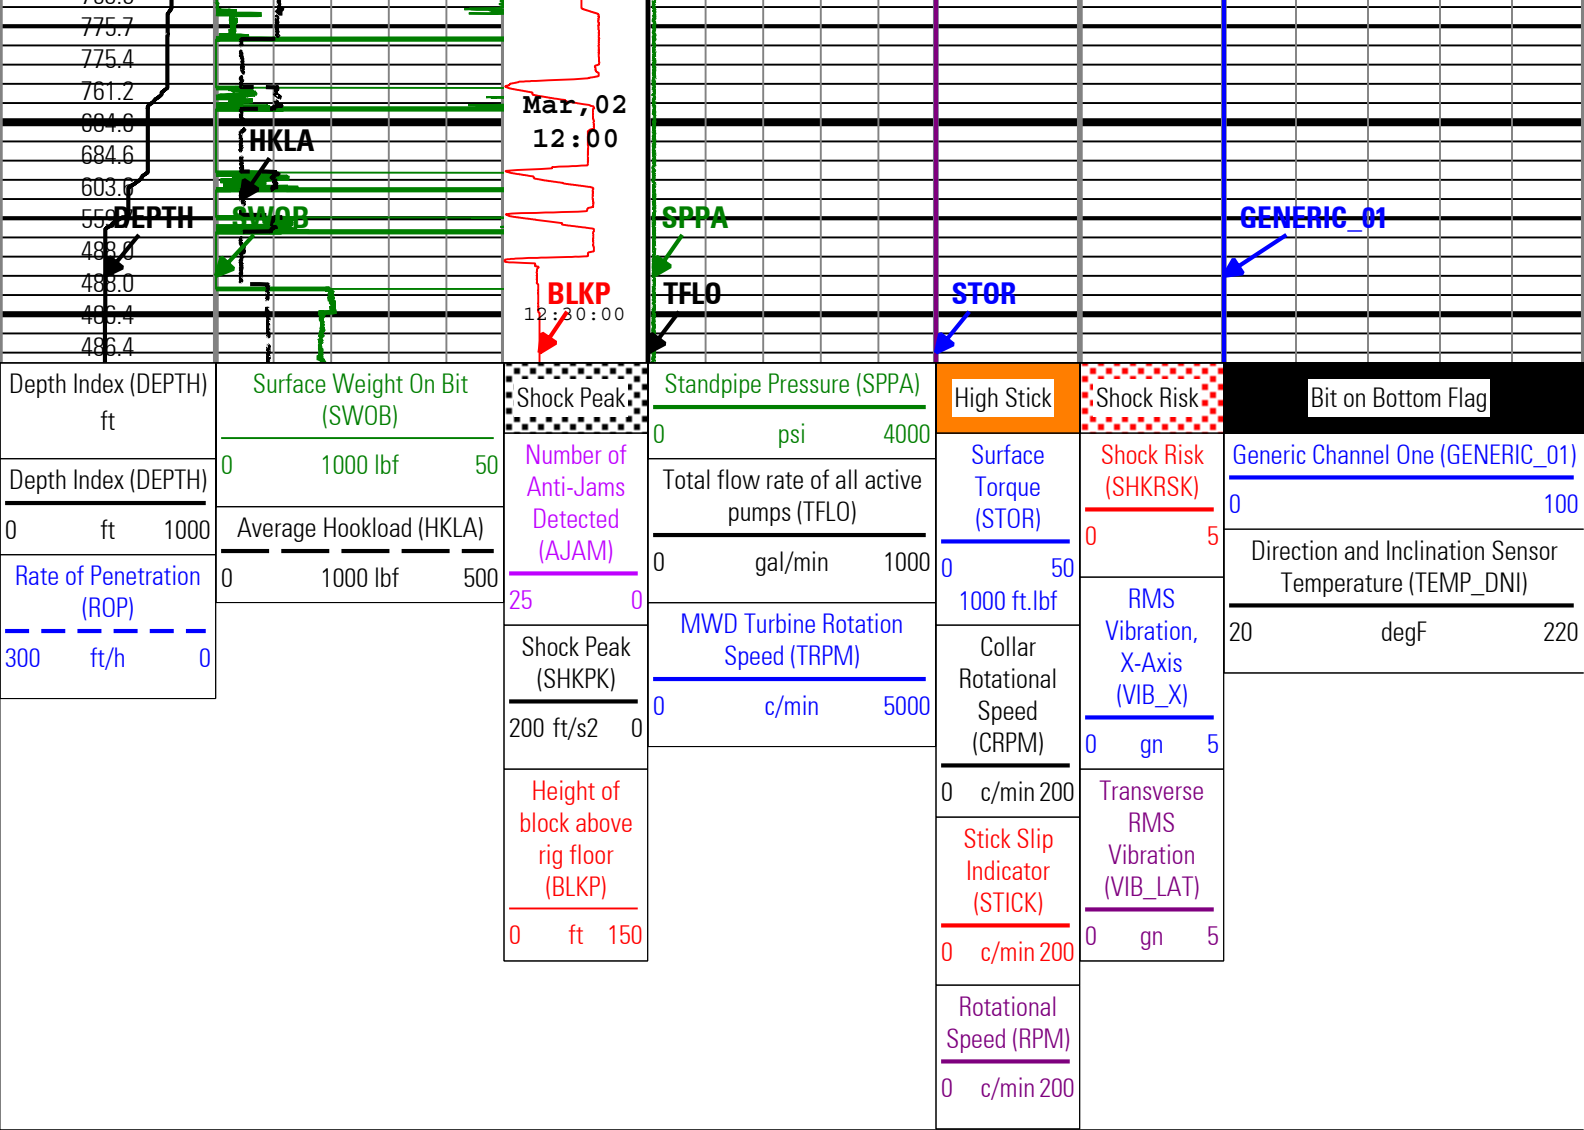 775.7
775.4
761.2
Mar,02
684.6
12:00
HKLA
684.6
603.6
DEPTH
SWOB
SPPA
GENERIC_01
488.0
488.0
BLKP
TFLO
STOR
12:30:00
486.4
486.4
Depth Index (DEPTH)
ft
Depth Index (DEPTH)
0 ft 1000
Rate of Penetration
(ROP)
300 ft/h 0
Surface Weight On Bit
(SWOB)
0 1000 lbf 50
Average Hookload (HKLA)
0 1000 lbf 500
Shock Peak
Number of
Anti-Jams
Detected
(AJAM)
25 0
Shock Peak
(SHKPK)
200 ft/s2 0
Height of
block above
rig floor
(BLKP)
0 ft 150
Standpipe Pressure (SPPA)
0 psi 4000
Total flow rate of all active
pumps (TFLO)
0 gal/min 1000
MWD Turbine Rotation
Speed (TRPM)
0 c/min 5000
High Stick
Surface
Torque
(STOR)
0 50
1000 ft.lbf
Collar
Rotational
Speed
(CRPM)
0 c/min 200
Stick Slip
Indicator
(STICK)
0 c/min 200
Rotational
Speed (RPM)
0 c/min 200
Shock Risk
Shock Risk
(SHKRSK)
0 5
RMS
Vibration,
X-Axis
(VIB_X)
0 gn 5
Transverse
RMS
Vibration
(VIB_LAT)
0 gn 5
Bit on Bottom Flag
Generic Channel One (GENERIC_01)
0 100
Direction and Inclination Sensor
Temperature (TEMP_DNI)
20 degF 220